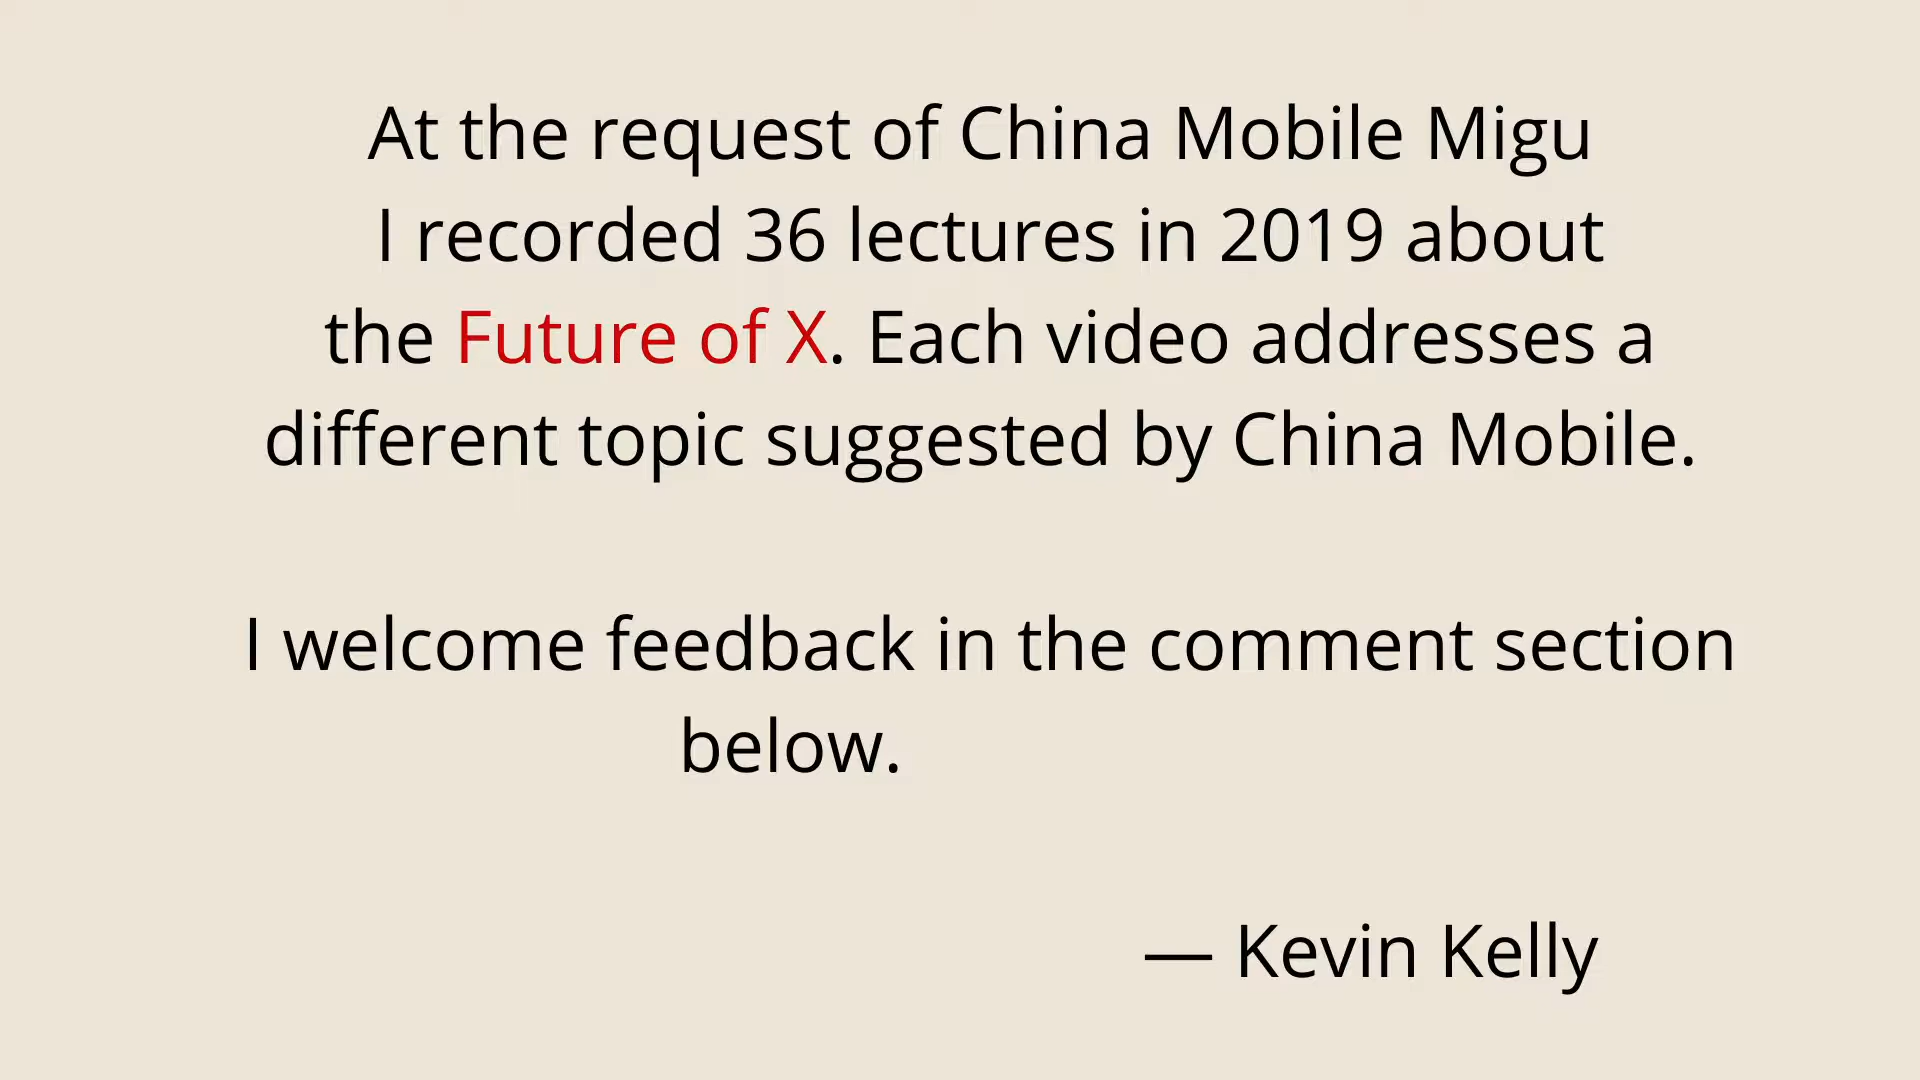 At the request of China Mobile Migu
I recorded 36 lectures in 2019 about
the Future of X. Each video addresses a
different topic suggested by China Mobile.
I welcome feedback in the comment section
below.
— Kevin Kelly